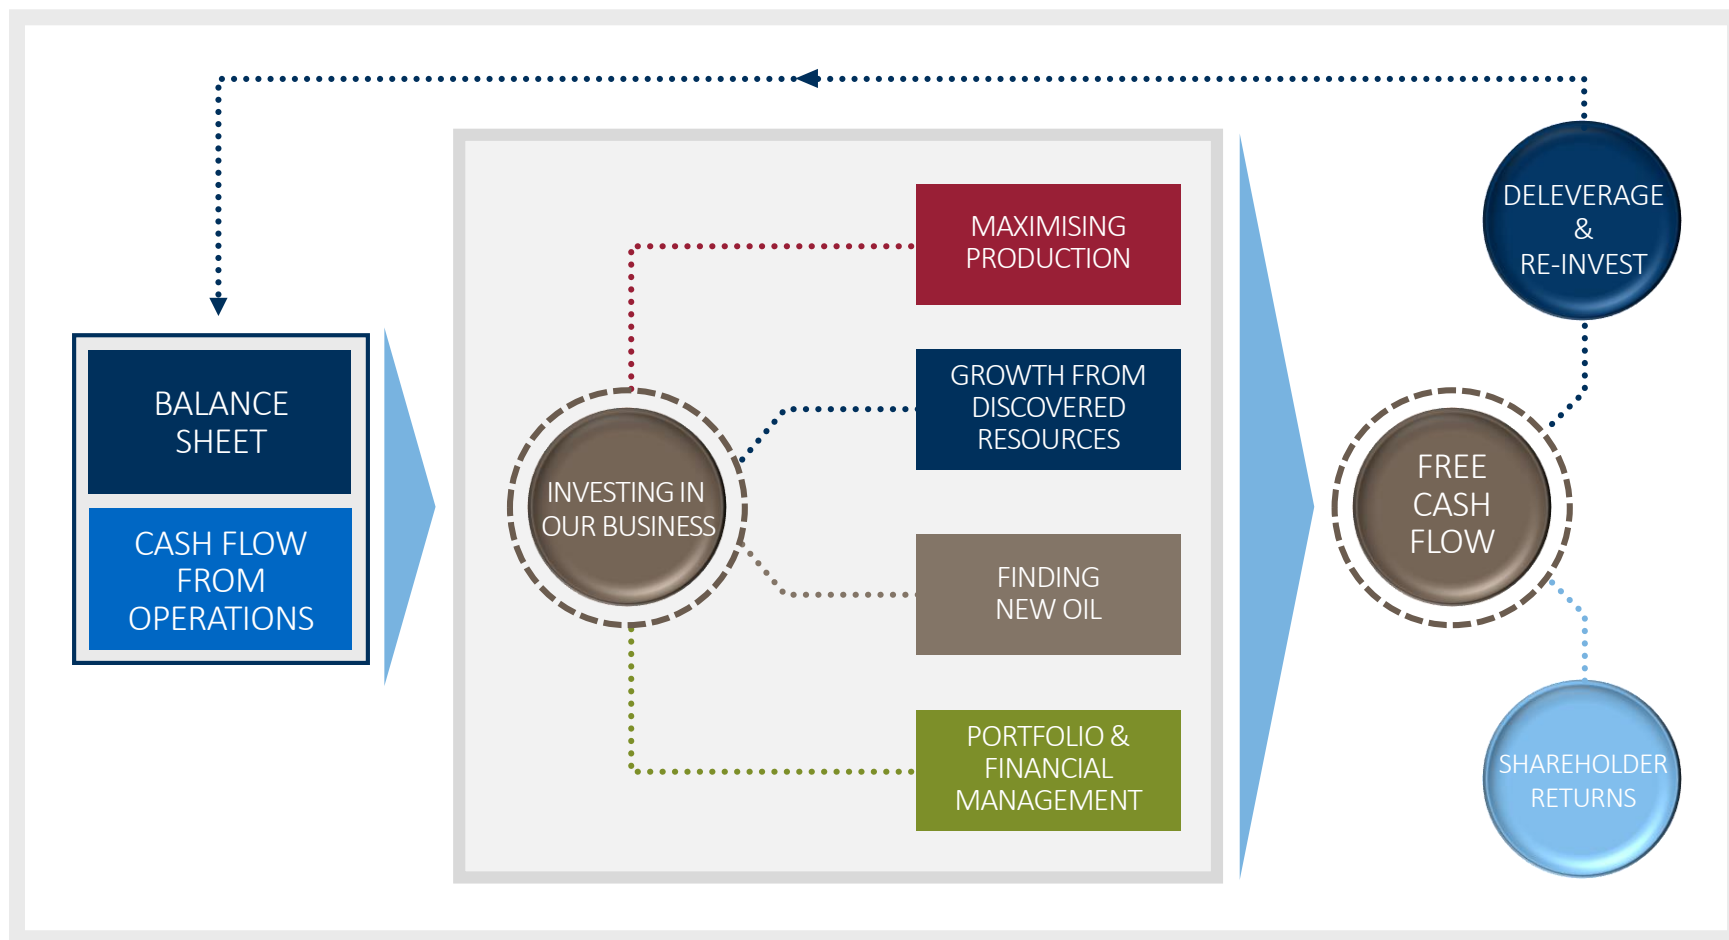 BALANCE
SHEET
CASH FLOW
FROM
OPERATIONS
INVESTING IN
OUR BUSINESS
MAXIMISING
PRODUCTION
GROWTH FROM
DISCOVERED
RESOURCES
FINDING
NEW OIL
PORTFOLIO &
FINANCIAL
MANAGEMENT
FREE
CASH
FLOW
DELEVERAGE
&
RE-INVEST
SHAREHOLDER
RETURNS